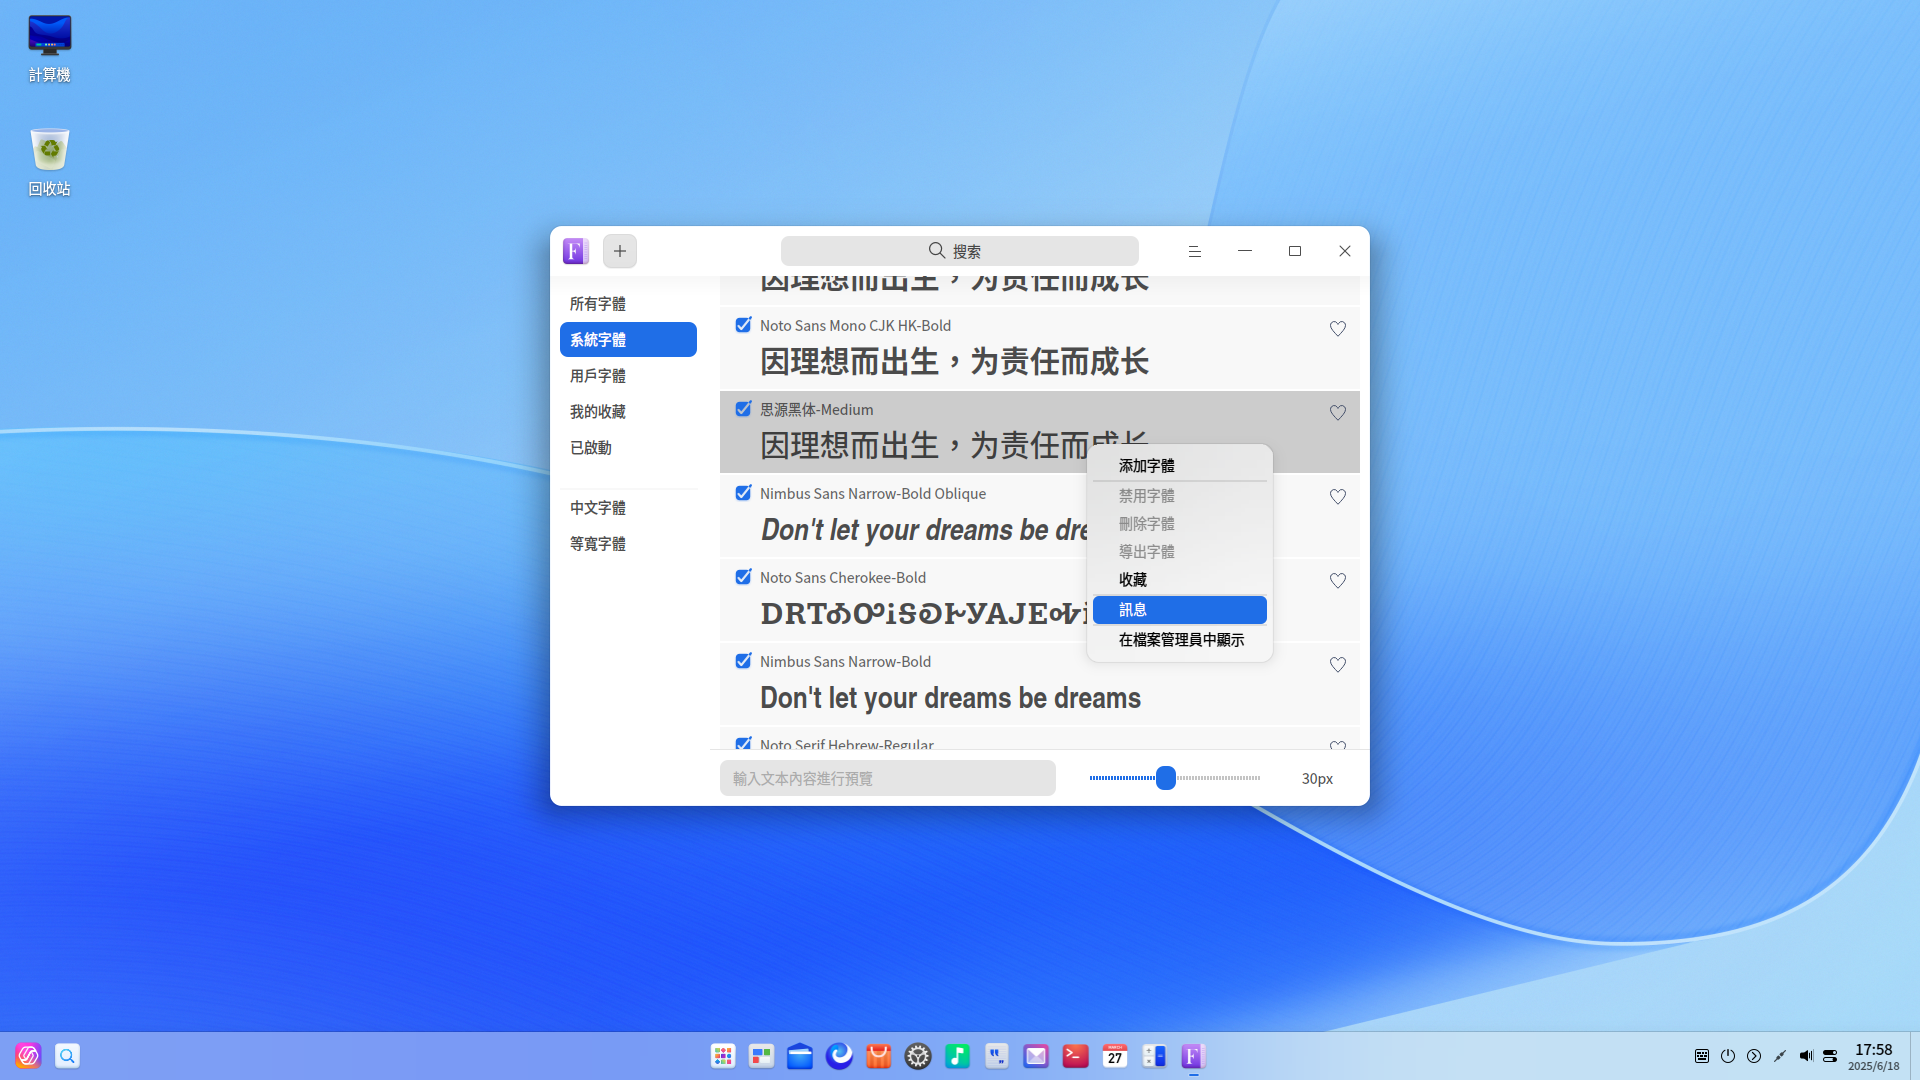 計算機
回收站
搜索
所有字體
系統字體
用戶字體
我的收藏
已啟動
中文字體
等寬字體
因理想而出生，为责任而成长
Noto Sans Mono CJK HK-Bold
因理想而出生，为责任而成长
思源黑体-Medium
因理想而出生，为责任而成长
Nimbus Sans Narrow-Bold Oblique
Don't let your dreams be dre
Noto Sans Cherokee-Bold
Nimbus Sans Narrow-Bold
Don't let your dreams be dreams
Noto Serif Hebrew-Regular
添加字體
禁用字體
刪除字體
導出字體
收藏
訊息
在檔案管理員中顯示
輸入文本內容進行預覽
30px
MARCH
27
17:58
2025/6/18